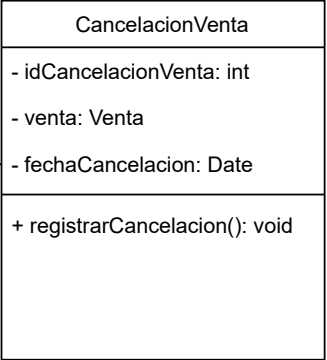 CancelacionVenta
- idCancelacionVenta: int
- venta: Venta
- fechaCancelacion: Date
+ registrarCancelacion(): void